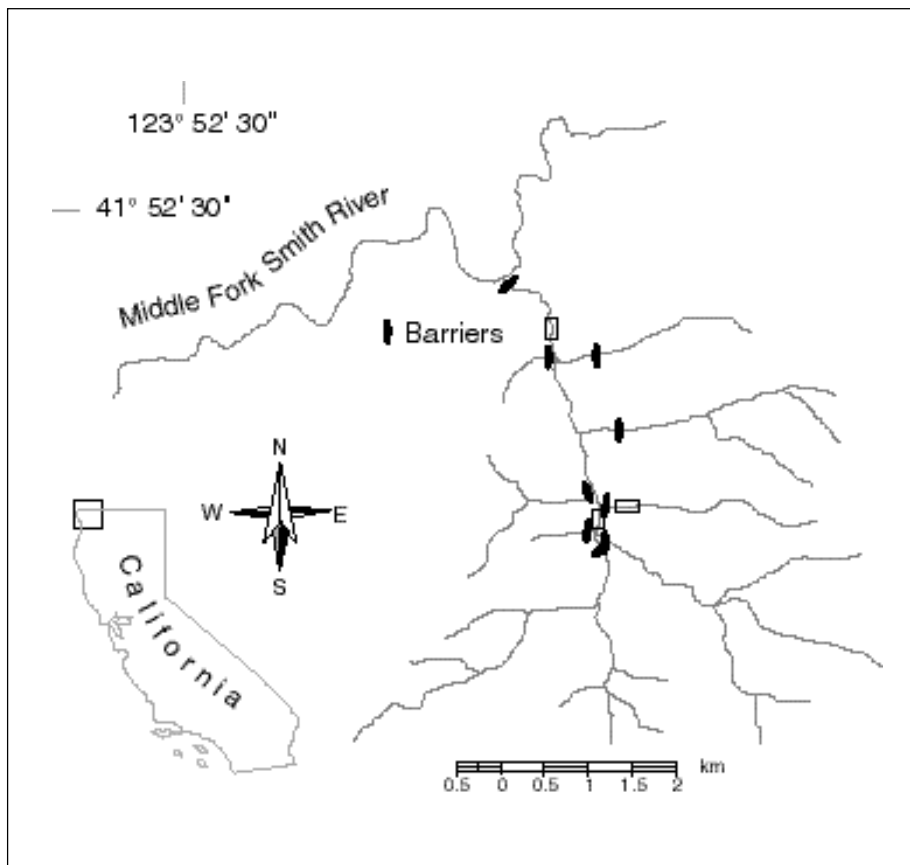 123° 52' 30"
41° 52' 30"
Middle Fork Smith River
Barriers
N
W
E
S
California
km
0.5 0 0.5 1 1.5 2